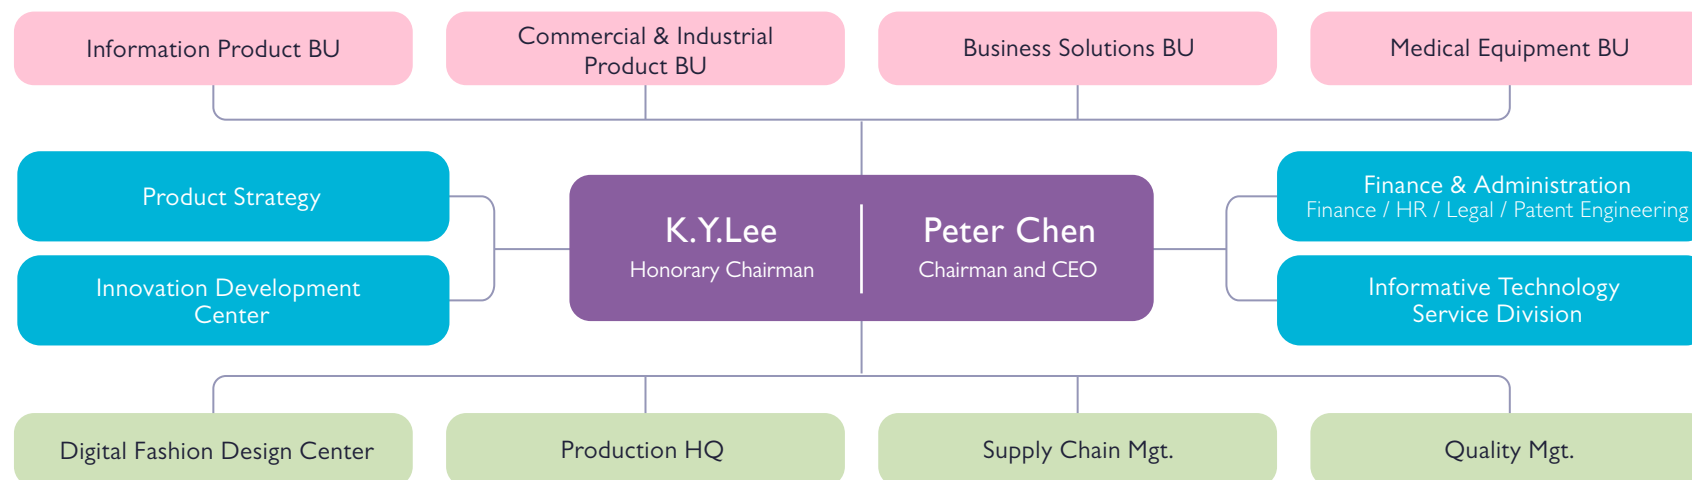 Information Product BU
Commercial & Industrial
Product BU
Business Solutions BU
Medical Equipment BU
Product Strategy
Innovation Development
Center
K.Y.Lee
Honorary Chairman
Peter Chen
Chairman and CEO
Finance & Administration
Finance / HR / Legal / Patent Engineering
Informative Technology
Service Division
Digital Fashion Design Center
Production HQ
Supply Chain Mgt.
Quality Mgt.